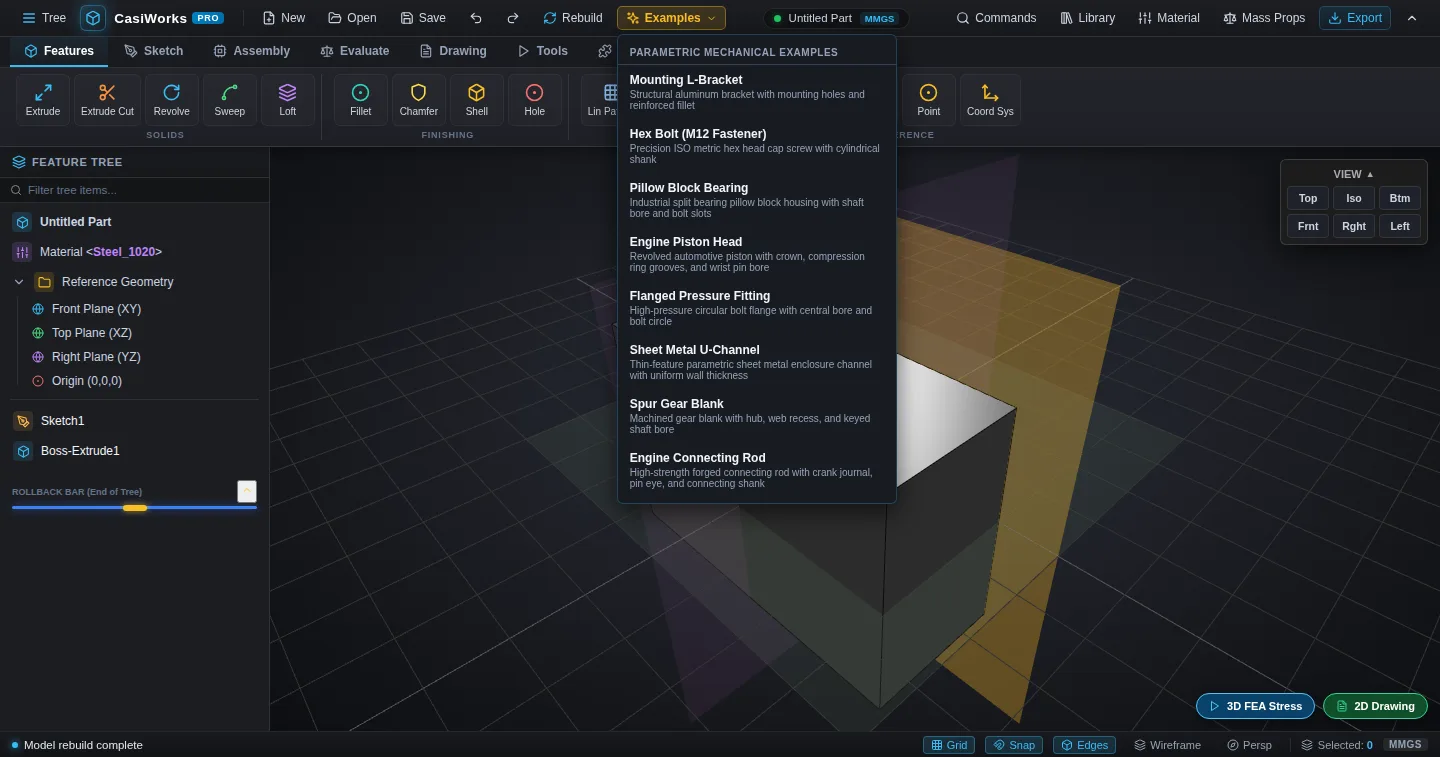 Tree
CasiWorks PRO
New
Open
Save
Rebuild
Examples
Untitled Part MMGS
Commands
Library
Material
Mass Props
Export
Features
Sketch
Assembly
Evaluate
Drawing
Tools
Extrude
Extrude Cut
Revolve
Sweep
Loft
SOLIDS
Fillet
Chamfer
Shell
Hole
FINISHING
Point
Coord Sys
PARAMETRIC MECHANICAL EXAMPLES
Mounting L-Bracket
Structural aluminum bracket with mounting holes and
reinforced fillet
Hex Bolt (M12 Fastener)
Precision ISO metric hex head cap screw with cylindrical
shank
Pillow Block Bearing
Industrial split bearing pillow block housing with shaft
bore and bolt slots
Engine Piston Head
Revolved automotive piston with crown, compression
ring grooves, and wrist pin bore
Flanged Pressure Fitting
High-pressure circular bolt flange with central bore and
bolt circle
Sheet Metal U-Channel
Thin-feature parametric sheet metal enclosure channel
with uniform wall thickness
Spur Gear Blank
Machined gear blank with hub, web recess, and keyed
shaft bore
Engine Connecting Rod
High-strength forged connecting rod with crank journal,
pin eye, and connecting shank
FEATURE TREE
Filter tree items...
Untitled Part
Material <Steel_1020>
Reference Geometry
Front Plane (XY)
Top Plane (XZ)
Right Plane (YZ)
Origin (0,0,0)
Sketch1
Boss-Extrude1
ROLLBACK BAR (End of Tree)
VIEW ▲
Top Iso Btm
Frnt Rght Left
3D FEA Stress
2D Drawing
Model rebuild complete
Grid
Snap
Edges
Wireframe
Persp
Selected: 0
MMGS